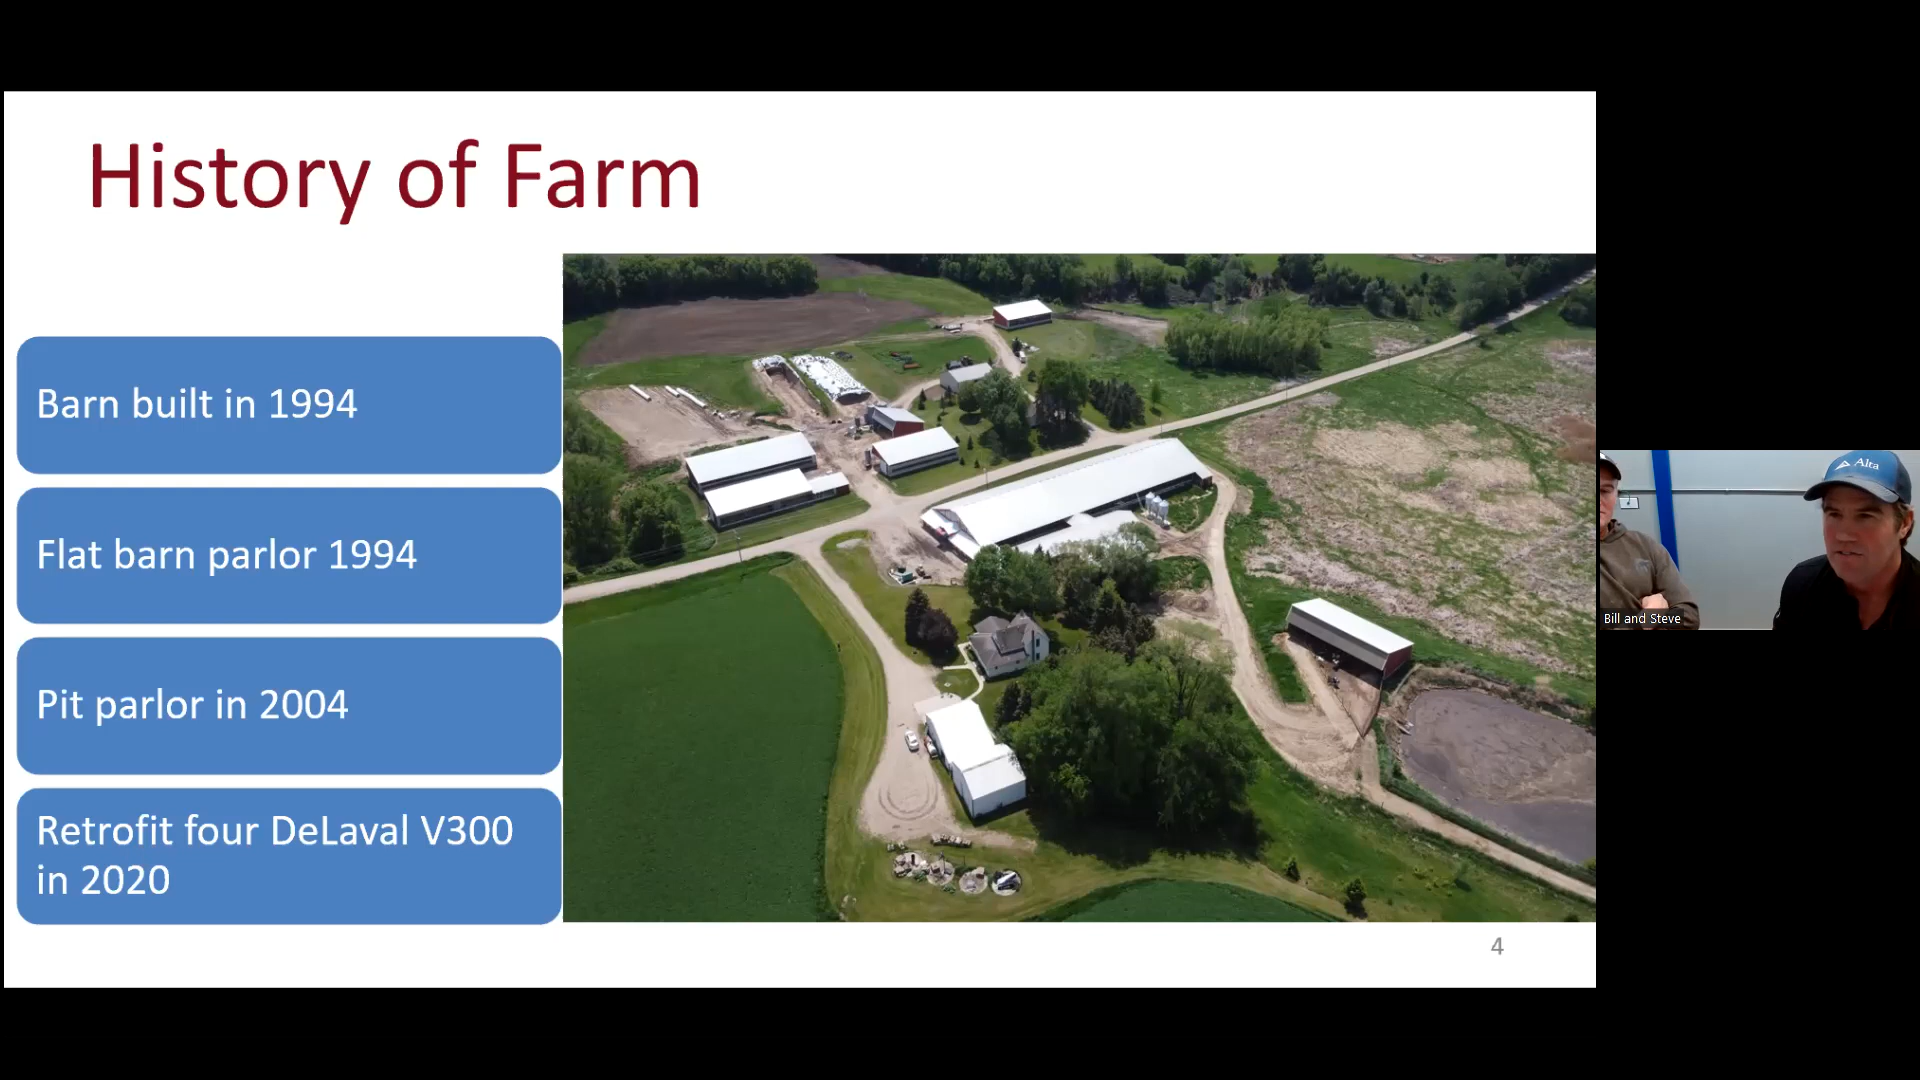 History of Farm
Barn built in 1994
Flat barn parlor 1994
Pit parlor in 2004
Retrofit four DeLaval V300
in 2020
4
Alta
Bill and Steve